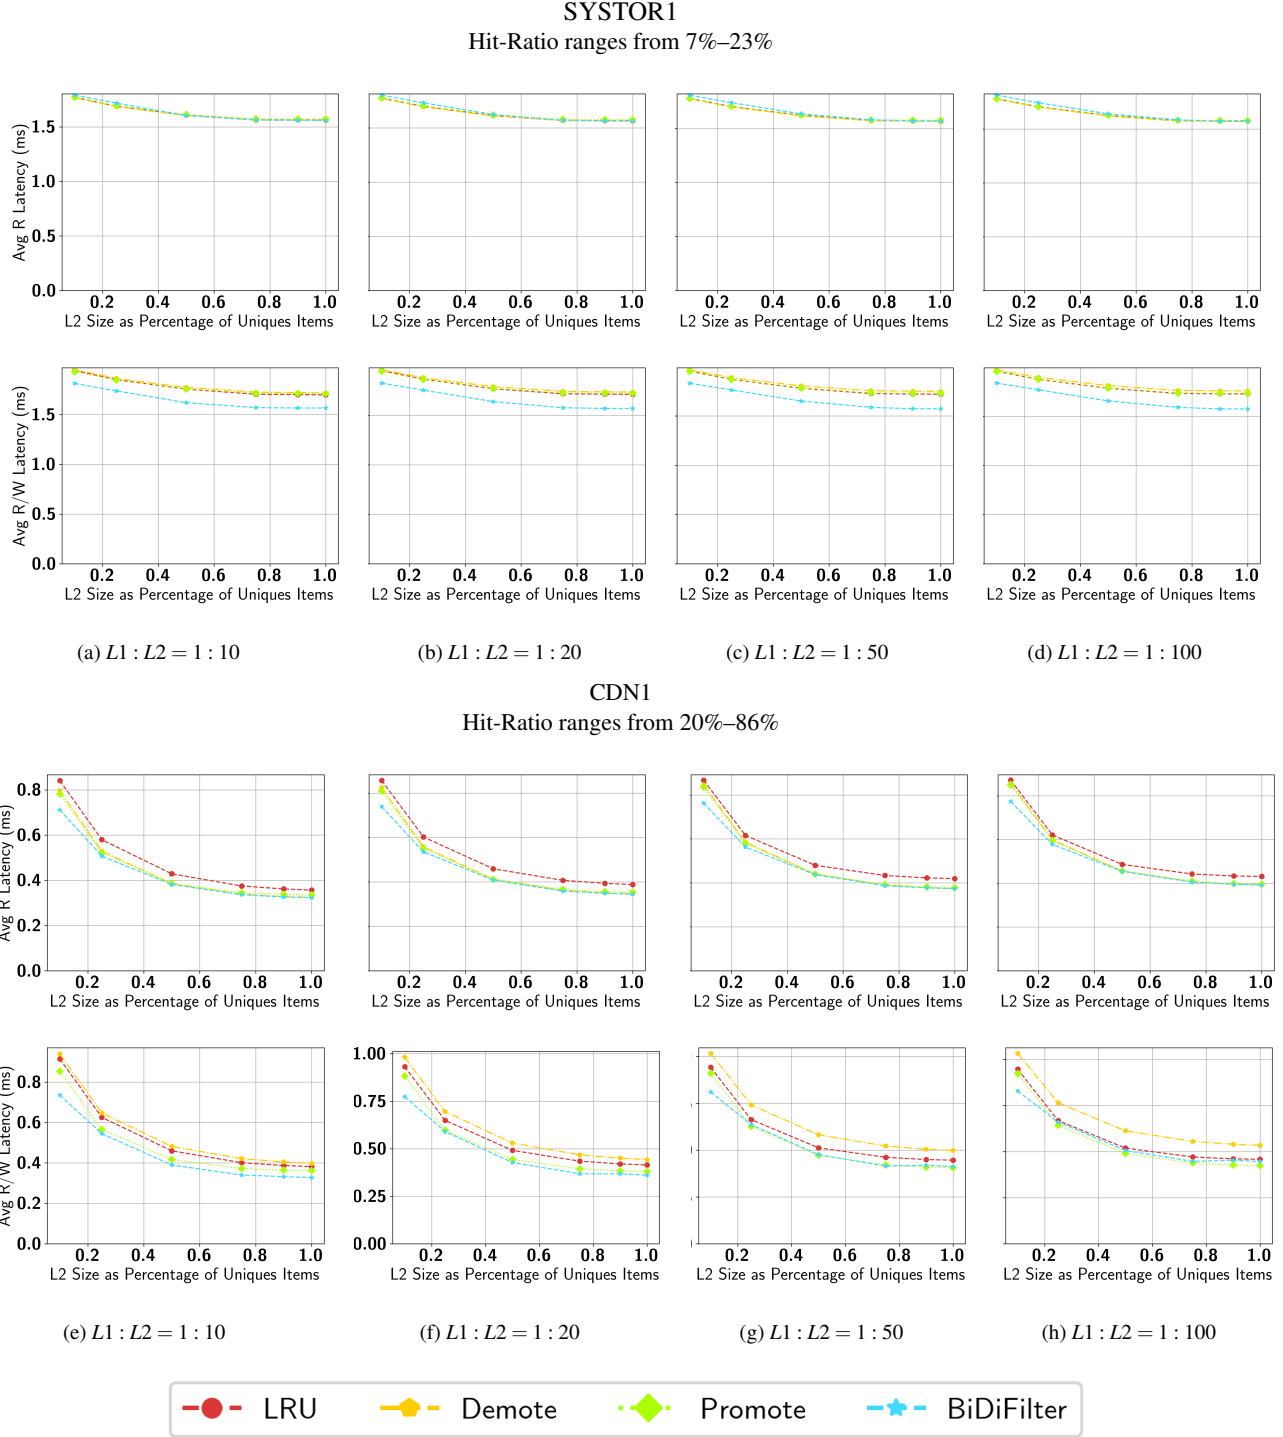 SYSTOR1
Hit-Ratio ranges from 7%–23%
Avg R Latency (ms)
1.5
1.0
0.5
0.0
0.2 0.4 0.6 0.8 1.0
L2 Size as Percentage of Uniques Items
0.2 0.4 0.6 0.8 1.0
L2 Size as Percentage of Uniques Items
0.2 0.4 0.6 0.8 1.0
L2 Size as Percentage of Uniques Items
0.2 0.4 0.6 0.8 1.0
L2 Size as Percentage of Uniques Items
Avg R/W Latency (ms)
1.5
1.0
0.5
0.0
0.2 0.4 0.6 0.8 1.0
L2 Size as Percentage of Uniques Items
0.2 0.4 0.6 0.8 1.0
L2 Size as Percentage of Uniques Items
0.2 0.4 0.6 0.8 1.0
L2 Size as Percentage of Uniques Items
0.2 0.4 0.6 0.8 1.0
L2 Size as Percentage of Uniques Items
(a) L1 : L2 = 1 : 10
(b) L1 : L2 = 1 : 20
(c) L1 : L2 = 1 : 50
(d) L1 : L2 = 1 : 100
CDN1
Hit-Ratio ranges from 20%–86%
Avg R Latency (ms)
0.8
0.6
0.4
0.2
0.0
0.2 0.4 0.6 0.8 1.0
L2 Size as Percentage of Uniques Items
0.2 0.4 0.6 0.8 1.0
L2 Size as Percentage of Uniques Items
0.2 0.4 0.6 0.8 1.0
L2 Size as Percentage of Uniques Items
0.2 0.4 0.6 0.8 1.0
L2 Size as Percentage of Uniques Items
Avg R/W Latency (ms)
0.8
0.6
0.4
0.2
0.0
0.2 0.4 0.6 0.8 1.0
L2 Size as Percentage of Uniques Items
1.00
0.75
0.50
0.25
0.00
0.2 0.4 0.6 0.8 1.0
L2 Size as Percentage of Uniques Items
0.2 0.4 0.6 0.8 1.0
L2 Size as Percentage of Uniques Items
0.2 0.4 0.6 0.8 1.0
L2 Size as Percentage of Uniques Items
(e) L1 : L2 = 1 : 10
(f) L1 : L2 = 1 : 20
(g) L1 : L2 = 1 : 50
(h) L1 : L2 = 1 : 100
LRU Demote Promote BiDiFilter